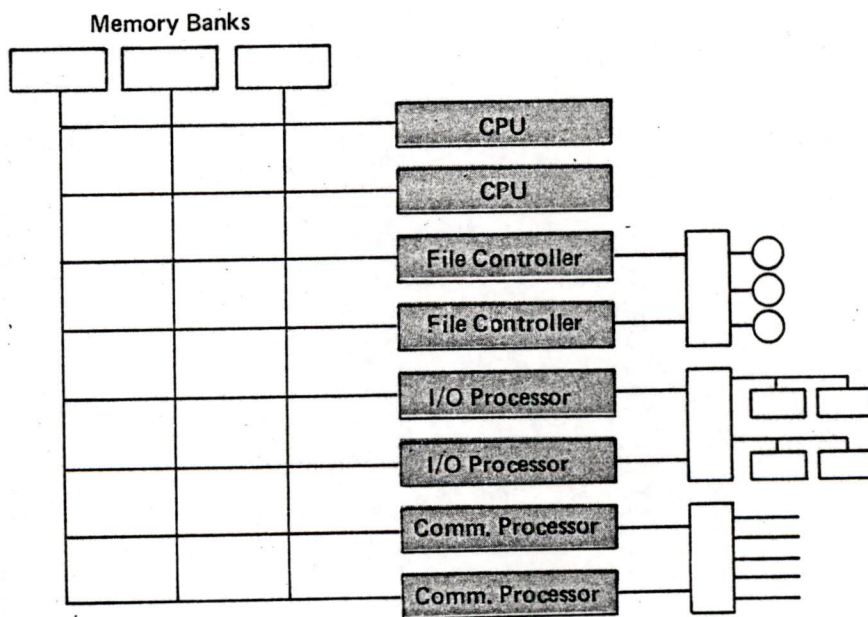 Memory Banks
CPU
CPU
File Controller
File Controller
I/O Processor
I/O Processor
Comm. Processor
Comm. Processor